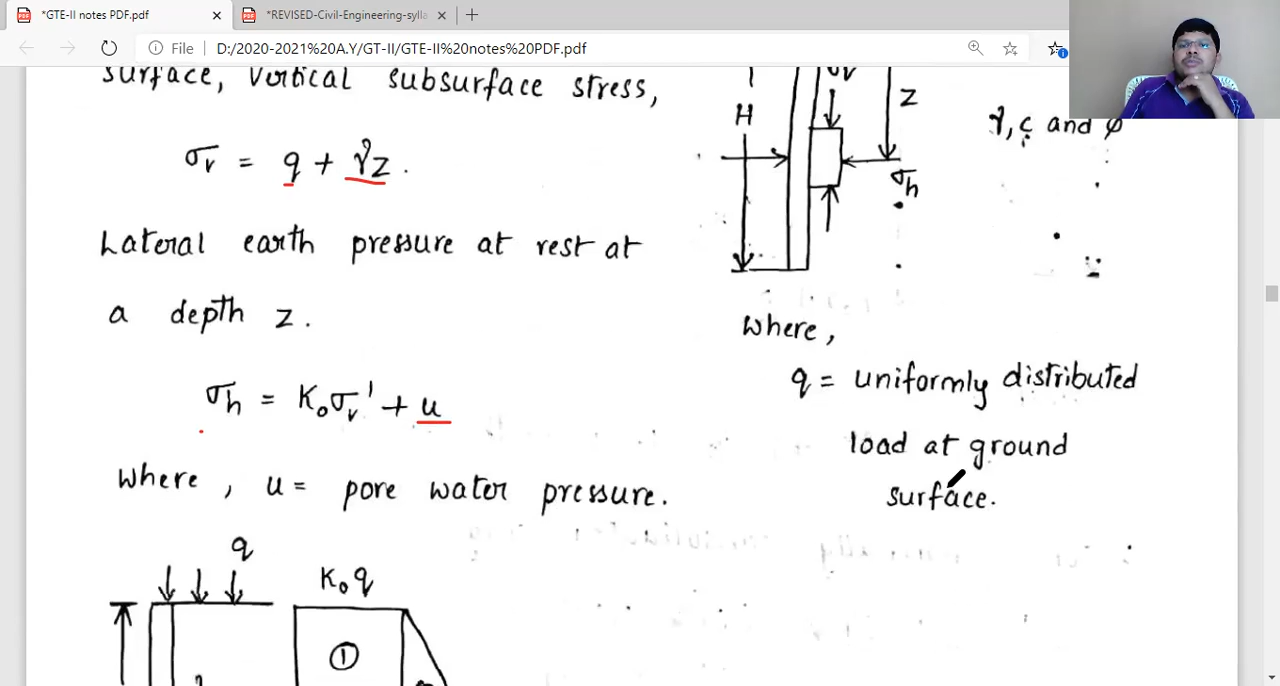 *GTE-II notes PDF.pdf
*REVISED-Civil-Engineering-sylla
File
D:/2020-2021%20A.Y/GT-II/GTE-II%20notes%20PDF.pdf
surface, vertical subsurface stress,
σv = q + γz.
Lateral earth pressure at rest at
a depth z.
σh = K₀σv' + u
where, u = pore water pressure.
q
K₀q
①
H
σv
z
σh
γ, c and φ
where,
q = uniformly distributed
load at ground
surface.